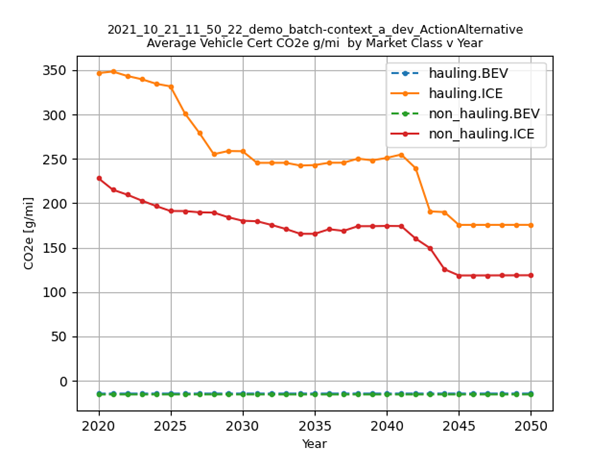 2021_10_21_11_50_22_demo_batch-context_a_dev_ActionAlternative
Average Vehicle Cert CO2e g/mi  by Market Class v Year
350
300
250
200
150
100
50
0
CO2e [g/mi]
hauling.BEV
hauling.ICE
non_hauling.BEV
non_hauling.ICE
2020 2025 2030 2035 2040 2045 2050
Year